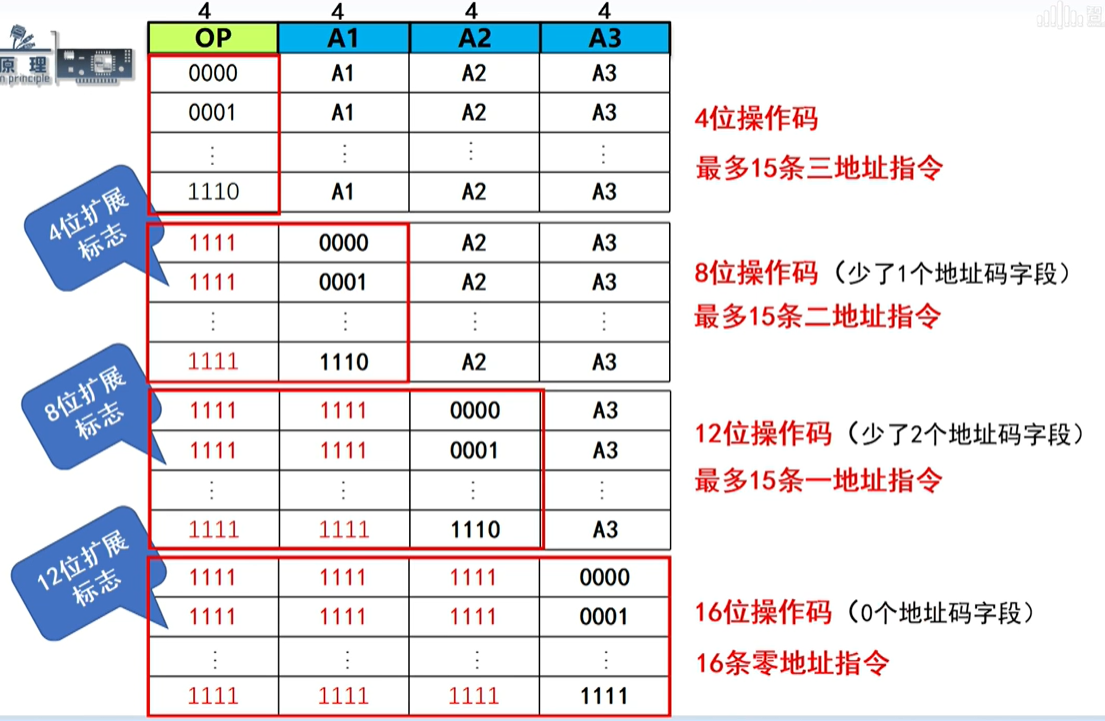 4 4 4 4
OP A1 A2 A3
原理
n principle
0000 A1 A2 A3
0001 A1 A2 A3
⋮ ⋮ ⋮ ⋮
1110 A1 A2 A3
4位操作码
最多15条三地址指令
4位扩展
标志
1111 0000 A2 A3
1111 0001 A2 A3
⋮ ⋮ ⋮ ⋮
1111 1110 A2 A3
8位操作码（少了1个地址码字段）
最多15条二地址指令
8位扩展
标志
1111 1111 0000 A3
1111 1111 0001 A3
⋮ ⋮ ⋮ ⋮
1111 1111 1110 A3
12位操作码（少了2个地址码字段）
最多15条一地址指令
12位扩展
标志
1111 1111 1111 0000
1111 1111 1111 0001
⋮ ⋮ ⋮ ⋮
1111 1111 1111 1111
16位操作码（0个地址码字段）
16条零地址指令